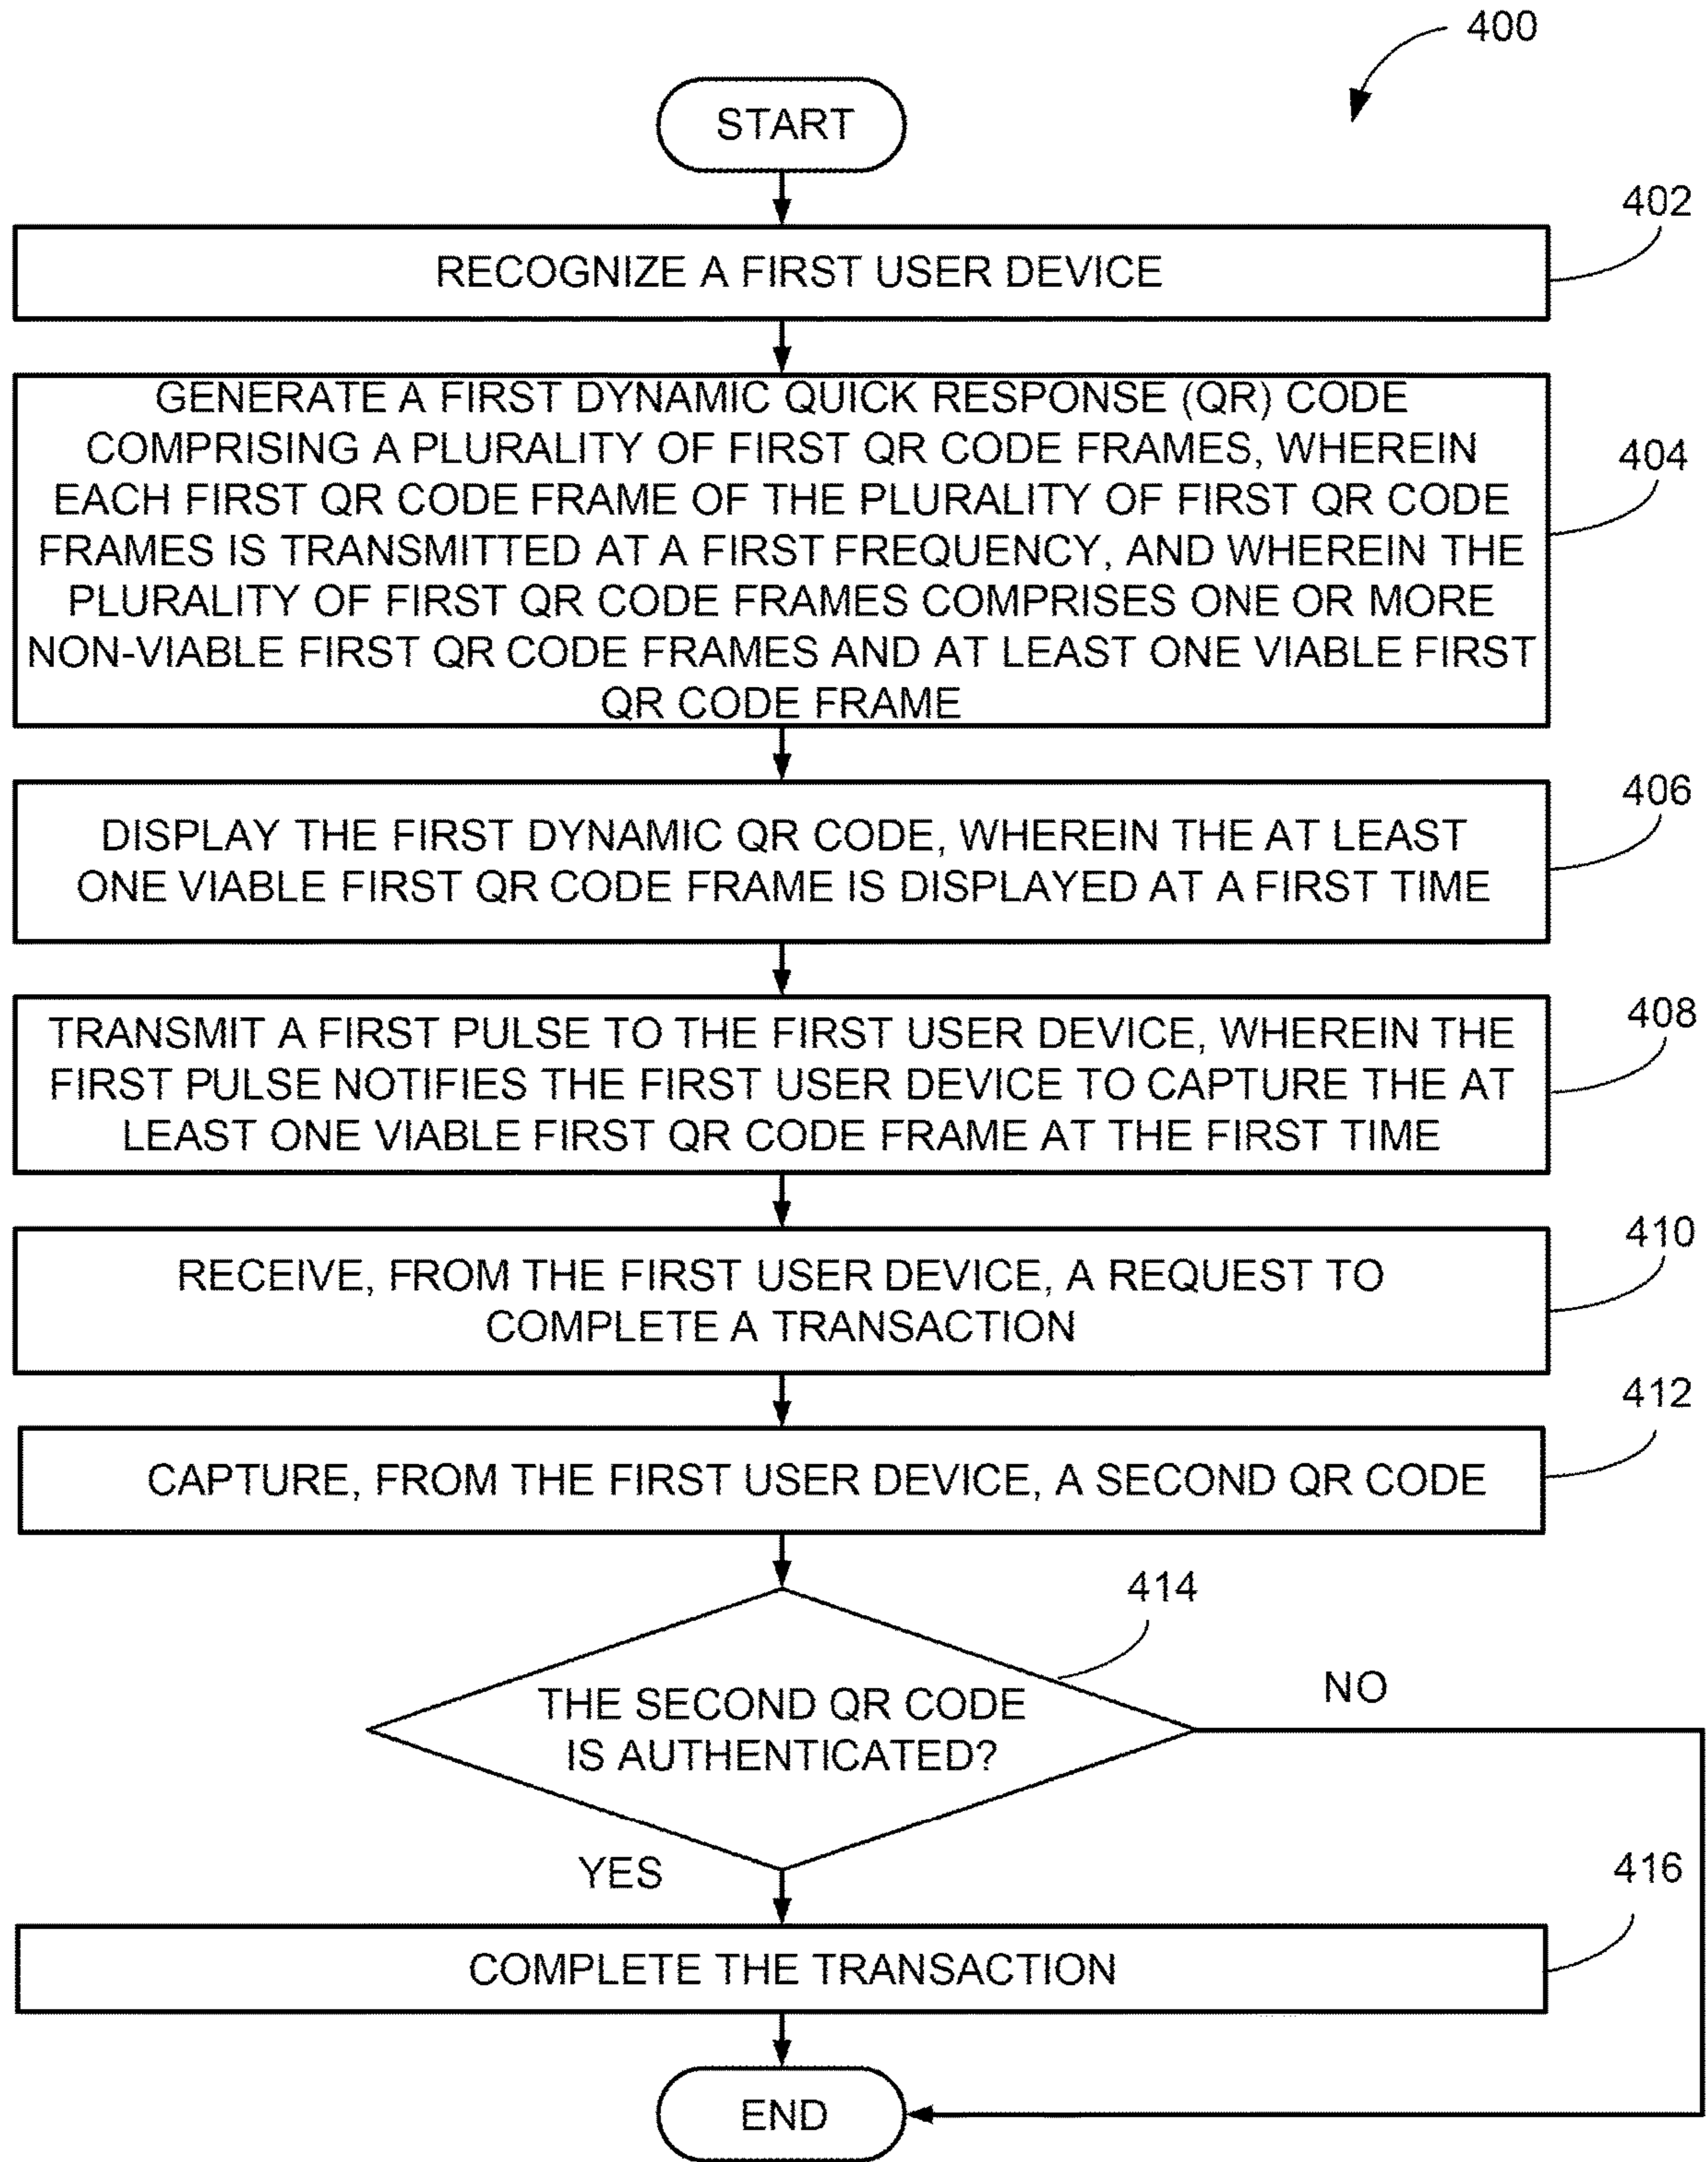 400
START
402
RECOGNIZE A FIRST USER DEVICE
GENERATE A FIRST DYNAMIC QUICK RESPONSE (QR) CODE
COMPRISING A PLURALITY OF FIRST QR CODE FRAMES, WHEREIN
EACH FIRST QR CODE FRAME OF THE PLURALITY OF FIRST QR CODE
FRAMES IS TRANSMITTED AT A FIRST FREQUENCY, AND WHEREIN THE
PLURALITY OF FIRST QR CODE FRAMES COMPRISES ONE OR MORE
NON-VIABLE FIRST QR CODE FRAMES AND AT LEAST ONE VIABLE FIRST
QR CODE FRAME
404
406
DISPLAY THE FIRST DYNAMIC QR CODE, WHEREIN THE AT LEAST
ONE VIABLE FIRST QR CODE FRAME IS DISPLAYED AT A FIRST TIME
408
TRANSMIT A FIRST PULSE TO THE FIRST USER DEVICE, WHEREIN THE
FIRST PULSE NOTIFIES THE FIRST USER DEVICE TO CAPTURE THE AT
LEAST ONE VIABLE FIRST QR CODE FRAME AT THE FIRST TIME
410
RECEIVE, FROM THE FIRST USER DEVICE, A REQUEST TO
COMPLETE A TRANSACTION
412
CAPTURE, FROM THE FIRST USER DEVICE, A SECOND QR CODE
414
THE SECOND QR CODE
IS AUTHENTICATED?
NO
YES
416
COMPLETE THE TRANSACTION
END